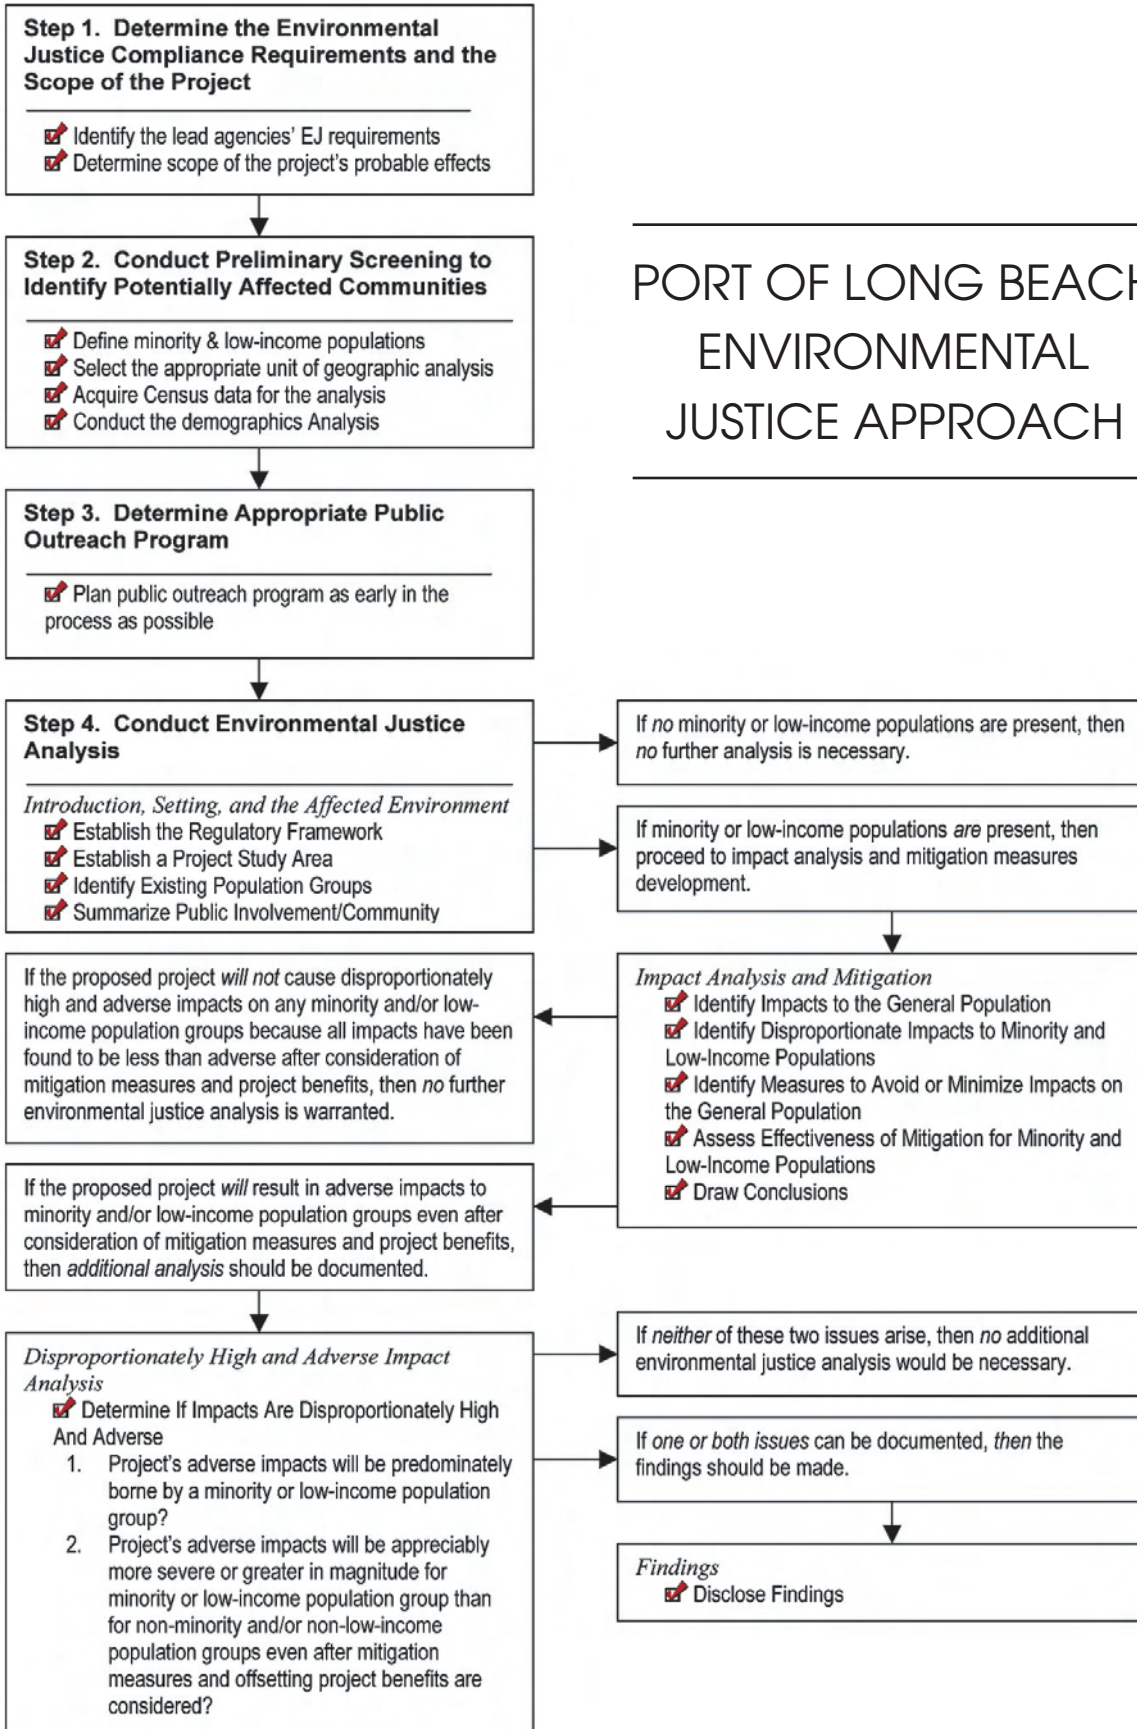 Step 1. Determine the Environmental
Justice Compliance Requirements and the
Scope of the Project
Identify the lead agencies' EJ requirements
Determine scope of the project's probable effects
Step 2. Conduct Preliminary Screening to
Identify Potentially Affected Communities
Define minority & low-income populations
Select the appropriate unit of geographic analysis
Acquire Census data for the analysis
Conduct the demographics Analysis
PORT OF LONG BEACH
ENVIRONMENTAL
JUSTICE APPROACH
Step 3. Determine Appropriate Public
Outreach Program
Plan public outreach program as early in the
process as possible
Step 4. Conduct Environmental Justice
Analysis
Introduction, Setting, and the Affected Environment
Establish the Regulatory Framework
Establish a Project Study Area
Identify Existing Population Groups
Summarize Public Involvement/Community
If no minority or low-income populations are present, then
no further analysis is necessary.
If minority or low-income populations are present, then
proceed to impact analysis and mitigation measures
development.
Impact Analysis and Mitigation
Identify Impacts to the General Population
Identify Disproportionate Impacts to Minority and
Low-Income Populations
Identify Measures to Avoid or Minimize Impacts on
the General Population
Assess Effectiveness of Mitigation for Minority and
Low-Income Populations
Draw Conclusions
If the proposed project will not cause disproportionately
high and adverse impacts on any minority and/or low-
income population groups because all impacts have been
found to be less than adverse after consideration of
mitigation measures and project benefits, then no further
environmental justice analysis is warranted.
If the proposed project will result in adverse impacts to
minority and/or low-income population groups even after
consideration of mitigation measures and project benefits,
then additional analysis should be documented.
Disproportionately High and Adverse Impact
Analysis
Determine If Impacts Are Disproportionately High
And Adverse
1. Project's adverse impacts will be predominately
borne by a minority or low-income population
group?
2. Project's adverse impacts will be appreciably
more severe or greater in magnitude for
minority or low-income population group than
for non-minority and/or non-low-income
population groups even after mitigation
measures and offsetting project benefits are
considered?
If neither of these two issues arise, then no additional
environmental justice analysis would be necessary.
If one or both issues can be documented, then the
findings should be made.
Findings
Disclose Findings